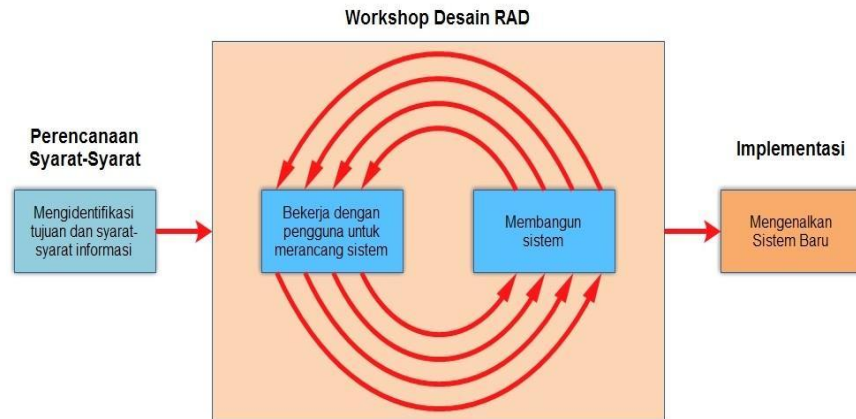 Workshop Desain RAD
Perencanaan
Syarat-Syarat
Mengidentifikasi
tujuan dan syarat-
syarat informasi
Bekerja dengan
pengguna untuk
merancang sistem
Membangun
sistem
Implementasi
Mengenalkan
Sistem Baru